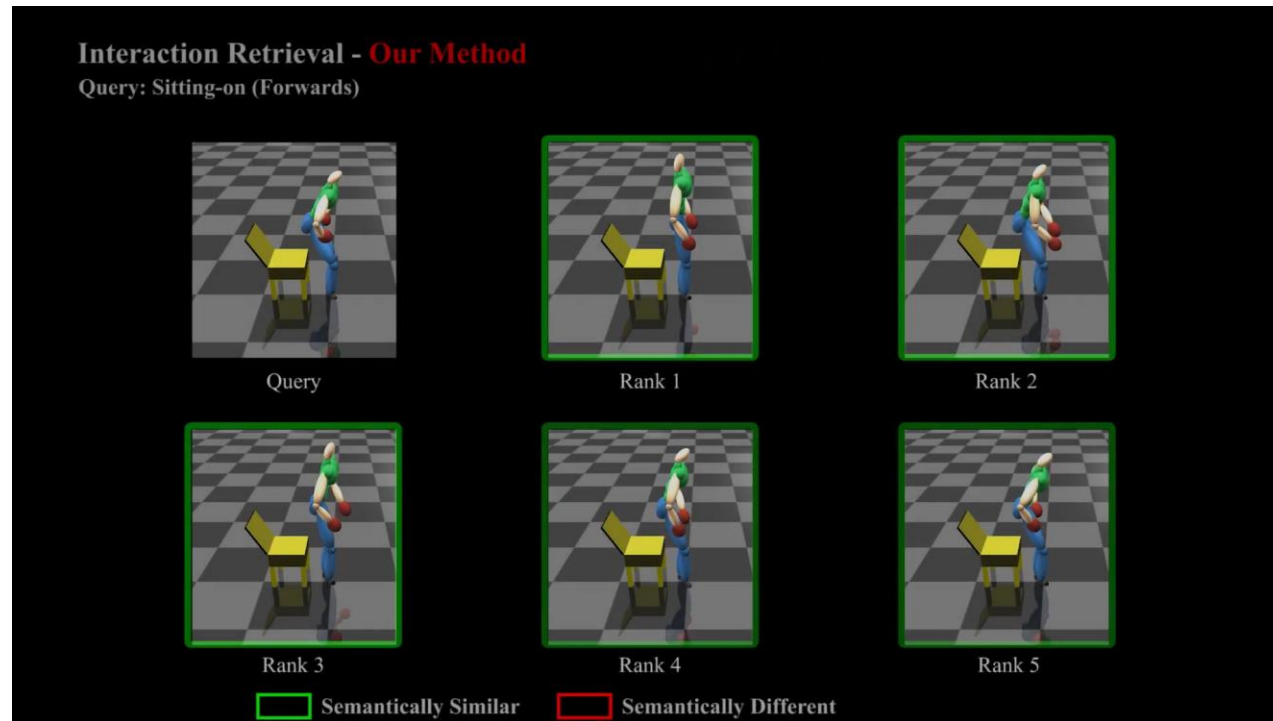 Interaction Retrieval - Our Method
Query: Sitting-on (Forwards)
Query
Rank 1
Rank 2
Rank 3
Rank 4
Rank 5
Semantically Similar
Semantically Different